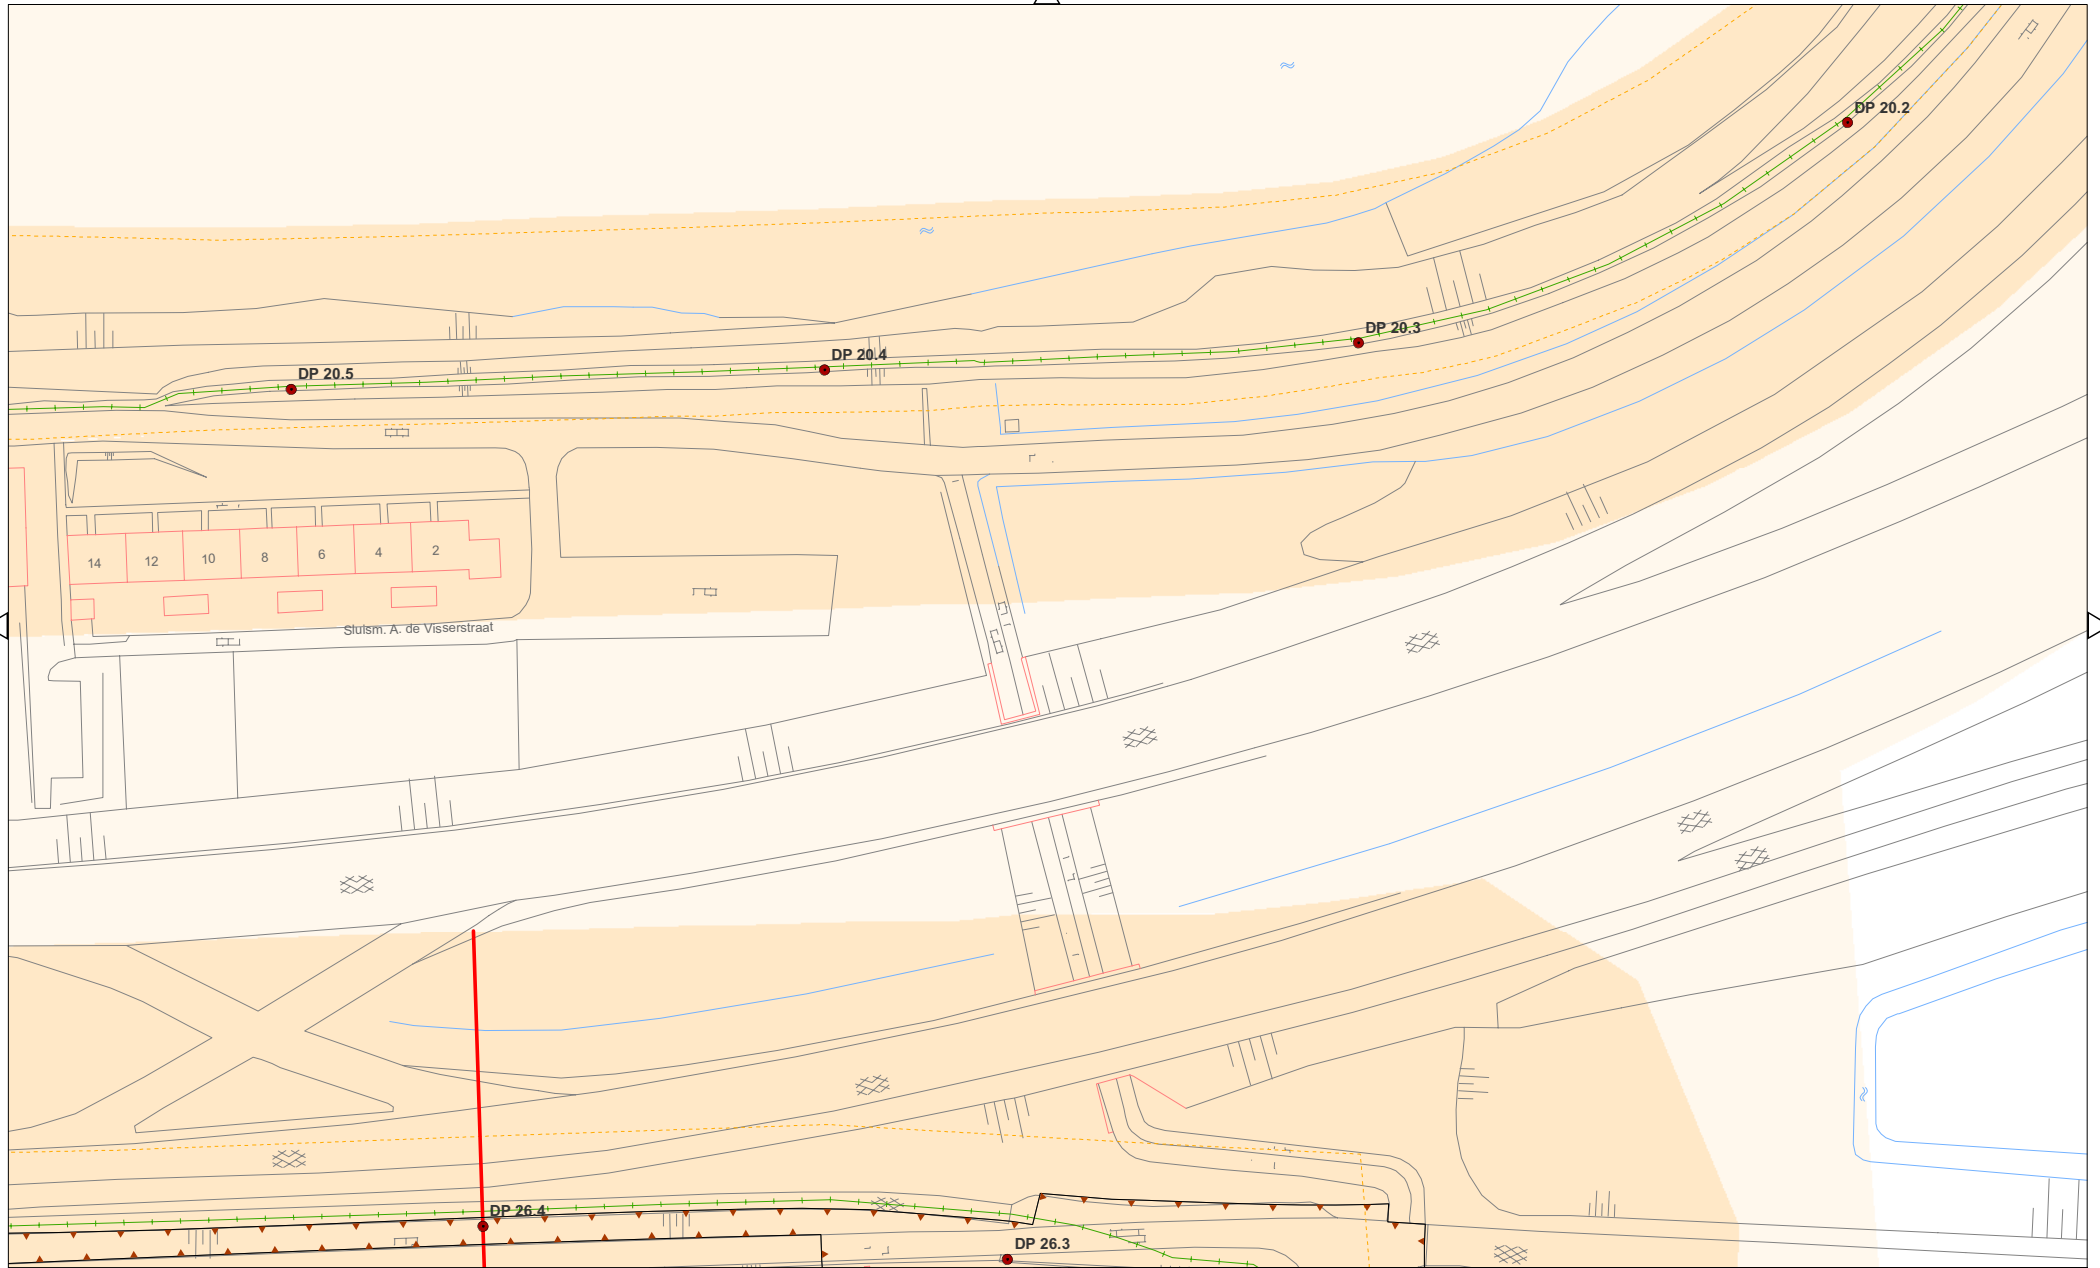 DP 20.2
DP 20.3
DP 20.4
DP 20.5
14 12 10 8 6 4 2
Sluism. A. de Visserstraat
DP 26.4
DP 26.3